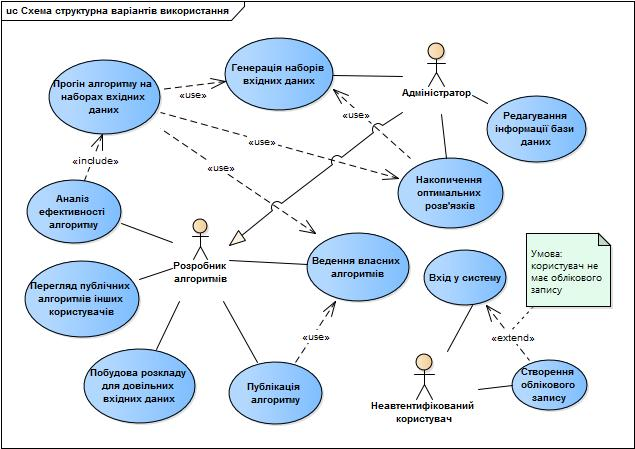 uc Схема структурна варіантів використання
Прогін алгоритму на
наборах вхідних
даних
«use»
Генерація наборів
вхідних даних
Адміністратор
Редагування
інформації бази
даних
«use»
«use»
«use»
«include»
Накопичення
оптимальних
розв'язків
Аналіз
ефективності
алгоритму
Розробник
алгоритмів
Ведення власних
алгоритмів
Вхід у систему
Умова:
користувач не
має облікового
запису
Перегляд публічних
алгоритмів інших
користувачів
«use»
«extend»
Побудова розкладу
для довільних
вхідних даних
Публікація
алгоритму
Неавтентифікований
користувач
Створення
облікового
запису